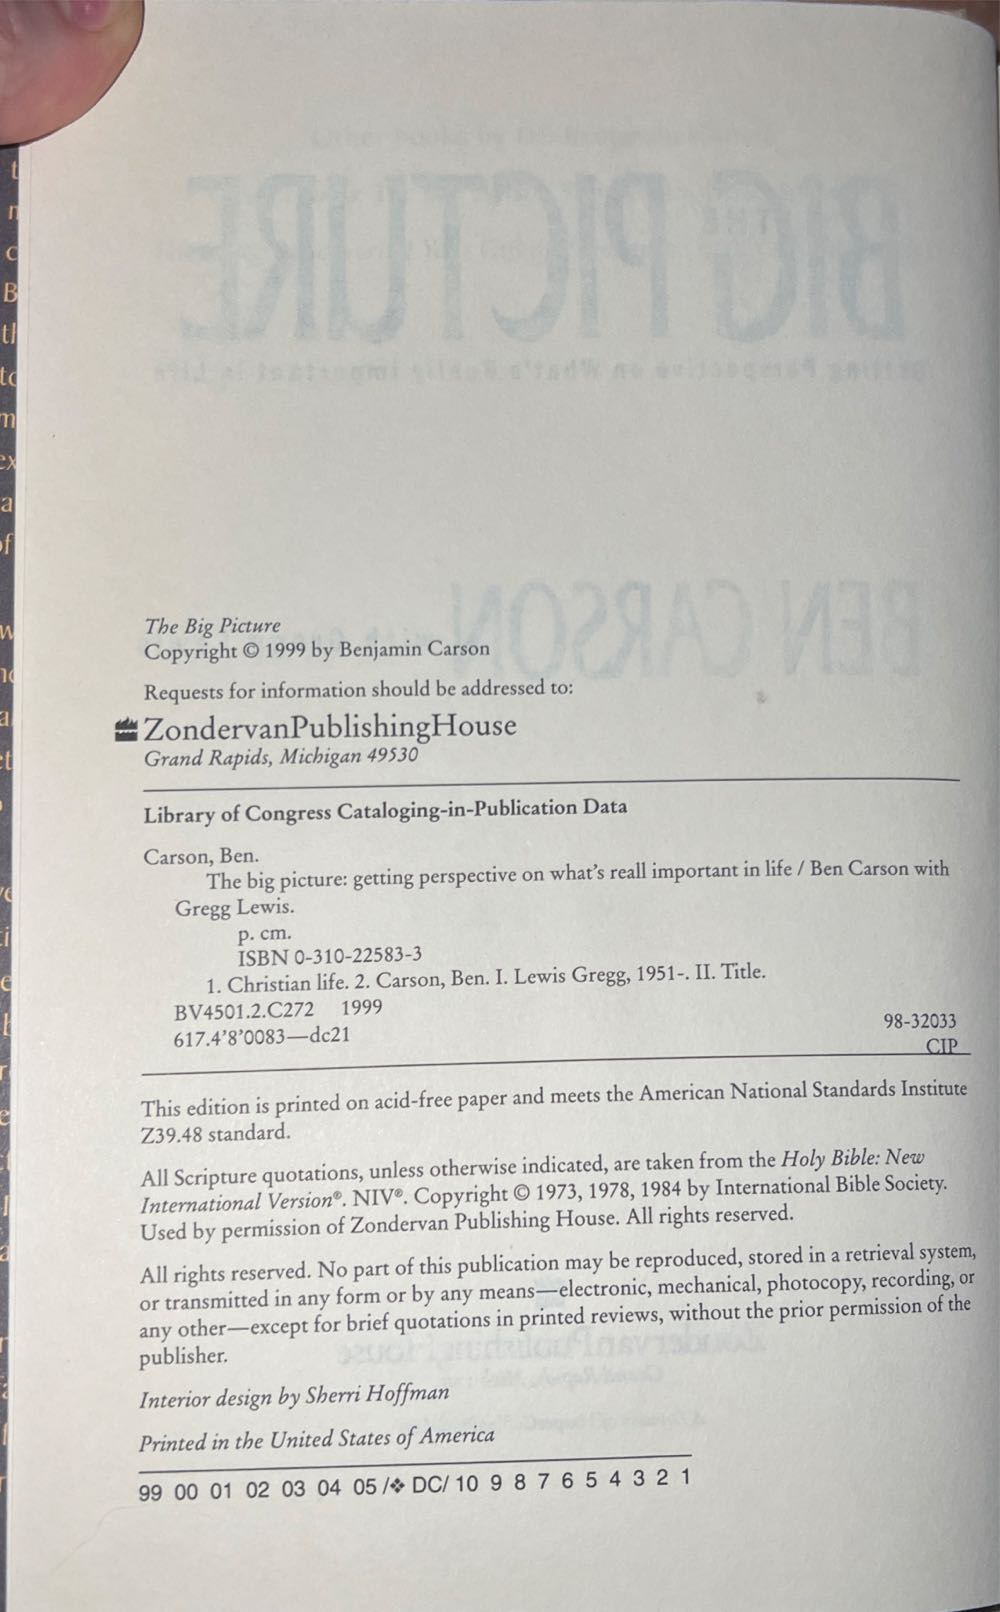 The Big Picture
Copyright © 1999 by Benjamin Carson
Requests for information should be addressed to:
ZondervanPublishingHouse
Grand Rapids, Michigan 49530
Library of Congress Cataloging-in-Publication Data
Carson, Ben.
The big picture: getting perspective on what's reall important in life / Ben Carson with
Gregg Lewis.
p. cm.
ISBN 0-310-22583-3
1. Christian life. 2. Carson, Ben. I. Lewis Gregg, 1951-. II. Title.
BV4501.2.C272 1999
617.4'8'0083—dc21
98-32033
CIP
This edition is printed on acid-free paper and meets the American National Standards Institute
Z39.48 standard.
All Scripture quotations, unless otherwise indicated, are taken from the Holy Bible: New
International Version®. NIV®. Copyright © 1973, 1978, 1984 by International Bible Society.
Used by permission of Zondervan Publishing House. All rights reserved.
All rights reserved. No part of this publication may be reproduced, stored in a retrieval system,
or transmitted in any form or by any means—electronic, mechanical, photocopy, recording, or
any other—except for brief quotations in printed reviews, without the prior permission of the
publisher.
Interior design by Sherri Hoffman
Printed in the United States of America
99 00 01 02 03 04 05 /❖ DC/ 10 9 8 7 6 5 4 3 2 1